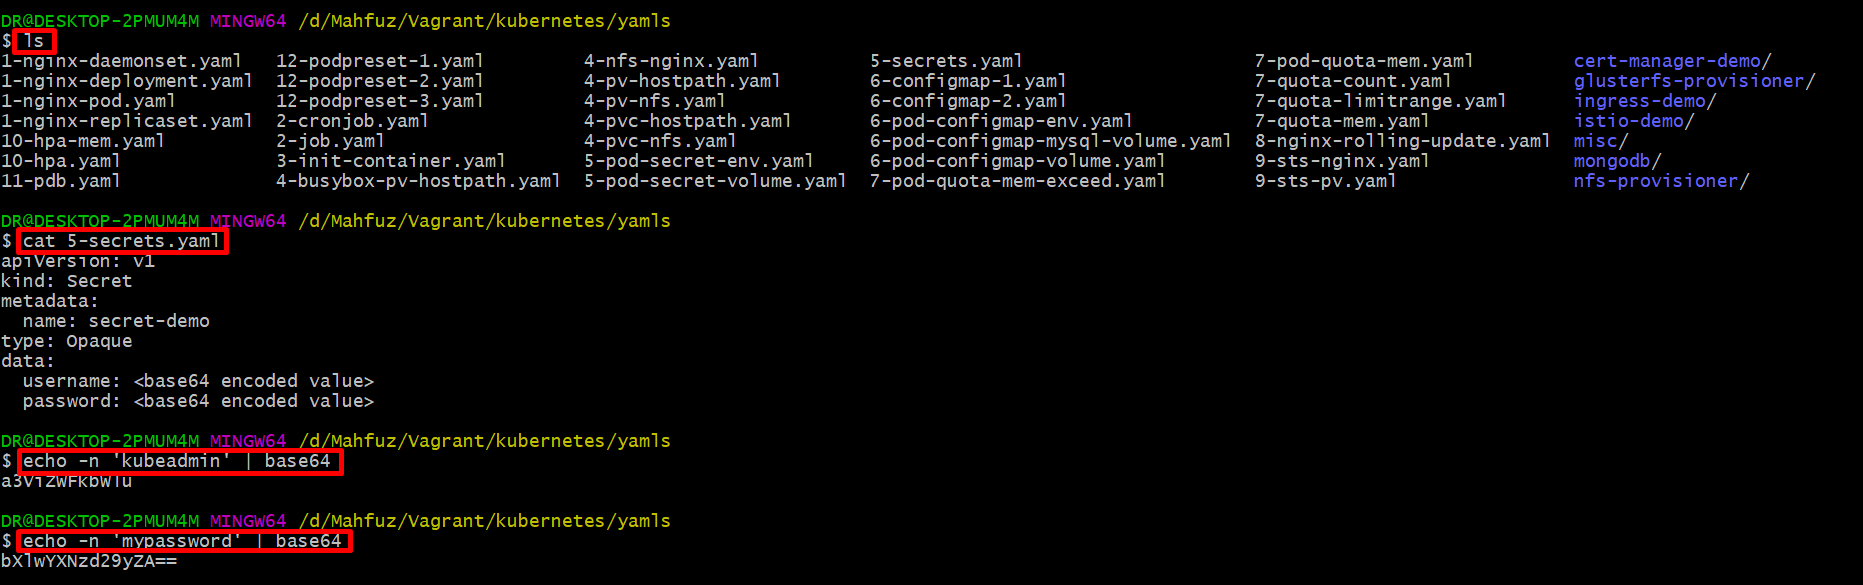 DR@DESKTOP-2PMUM4M MINGW64 /d/Mahfuz/Vagrant/kubernetes/yamls
$ ls
1-nginx-daemonset.yaml 12-podpreset-1.yaml 4-nfs-nginx.yaml 5-secrets.yaml 7-pod-quota-mem.yaml cert-manager-demo/
1-nginx-deployment.yaml 12-podpreset-2.yaml 4-pv-hostpath.yaml 6-configmap-1.yaml 7-quota-count.yaml glusterfs-provisioner/
1-nginx-pod.yaml 12-podpreset-3.yaml 4-pv-nfs.yaml 6-configmap-2.yaml 7-quota-limitrange.yaml ingress-demo/
1-nginx-replicaset.yaml 2-cronjob.yaml 4-pvc-hostpath.yaml 6-pod-configmap-env.yaml 7-quota-mem.yaml istio-demo/
10-hpa-mem.yaml 2-job.yaml 4-pvc-nfs.yaml 6-pod-configmap-mysql-volume.yaml 8-nginx-rolling-update.yaml misc/
10-hpa.yaml 3-init-container.yaml 5-pod-secret-env.yaml 6-pod-configmap-volume.yaml 9-sts-nginx.yaml mongodb/
11-pdb.yaml 4-busybox-pv-hostpath.yaml 5-pod-secret-volume.yaml 7-pod-quota-mem-exceed.yaml 9-sts-pv.yaml nfs-provisioner/
DR@DESKTOP-2PMUM4M MINGW64 /d/Mahfuz/Vagrant/kubernetes/yamls
$ cat 5-secrets.yaml
apiVersion: v1
kind: Secret
metadata:
  name: secret-demo
type: Opaque
data:
  username: <base64 encoded value>
  password: <base64 encoded value>
DR@DESKTOP-2PMUM4M MINGW64 /d/Mahfuz/Vagrant/kubernetes/yamls
$ echo -n 'kubeadmin' | base64
a3ViZWFkbWlu
DR@DESKTOP-2PMUM4M MINGW64 /d/Mahfuz/Vagrant/kubernetes/yamls
$ echo -n 'mypassword' | base64
bXlwYXNzd29yZA==